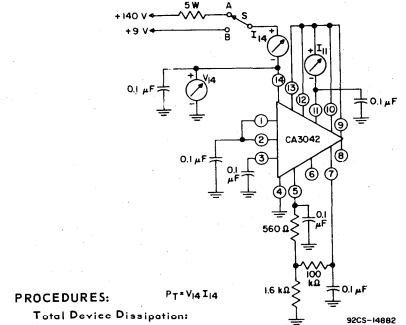 5 W A S
+140 V
+9 V B
I14
+ -
I11
+ -
V14
+ -
0.1 µF
14 13 12 11 10 9
0.1 µF
1
2 CA3042 8
3
0.1 µF
0.1 µF
4 5 6 7
0.1 µF
560 Ω
100 kΩ
1.6 kΩ
0.1 µF
PROCEDURES: PT = V14 I14
Total Device Dissipation: 92CS-14882